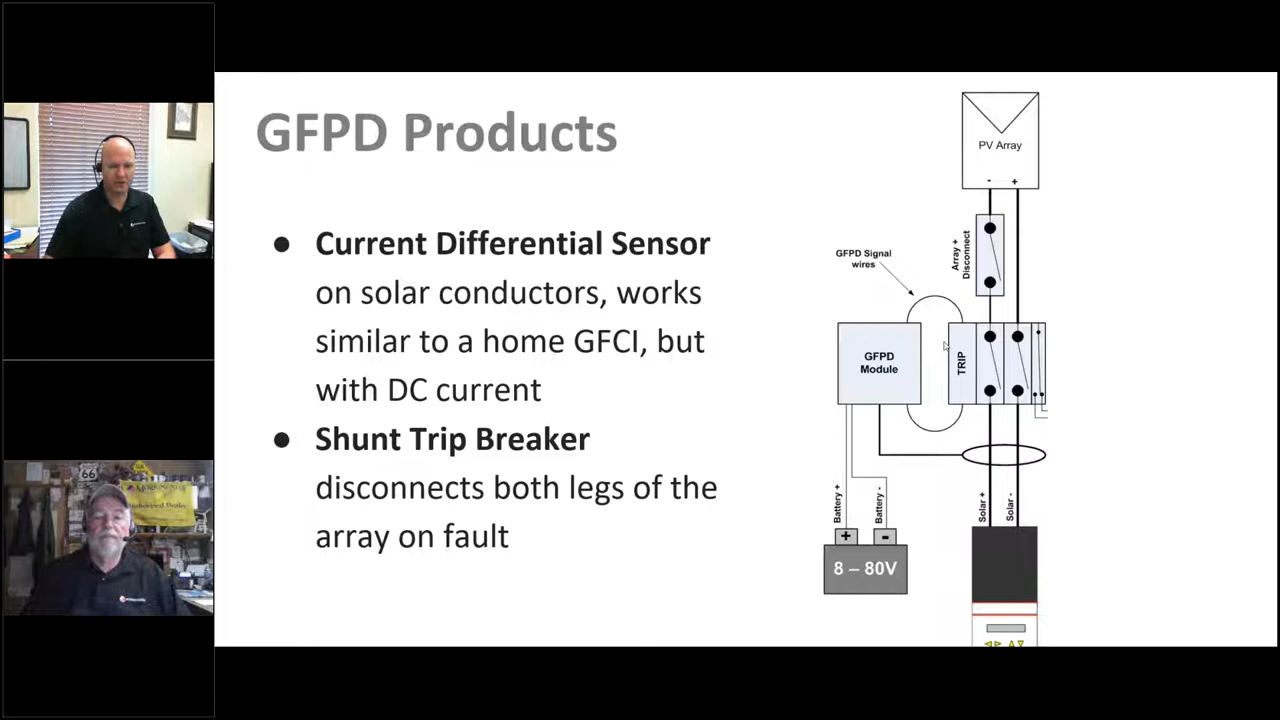 GFPD Products
● Current Differential Sensor
on solar conductors, works
similar to a home GFCI, but
with DC current
● Shunt Trip Breaker
disconnects both legs of the
array on fault
PV Array
- +
Array +
Disconnect
GFPD Signal
wires
GFPD
Module
TRIP
Battery +
Battery -
Solar +
Solar -
+ -
8 – 80V
66